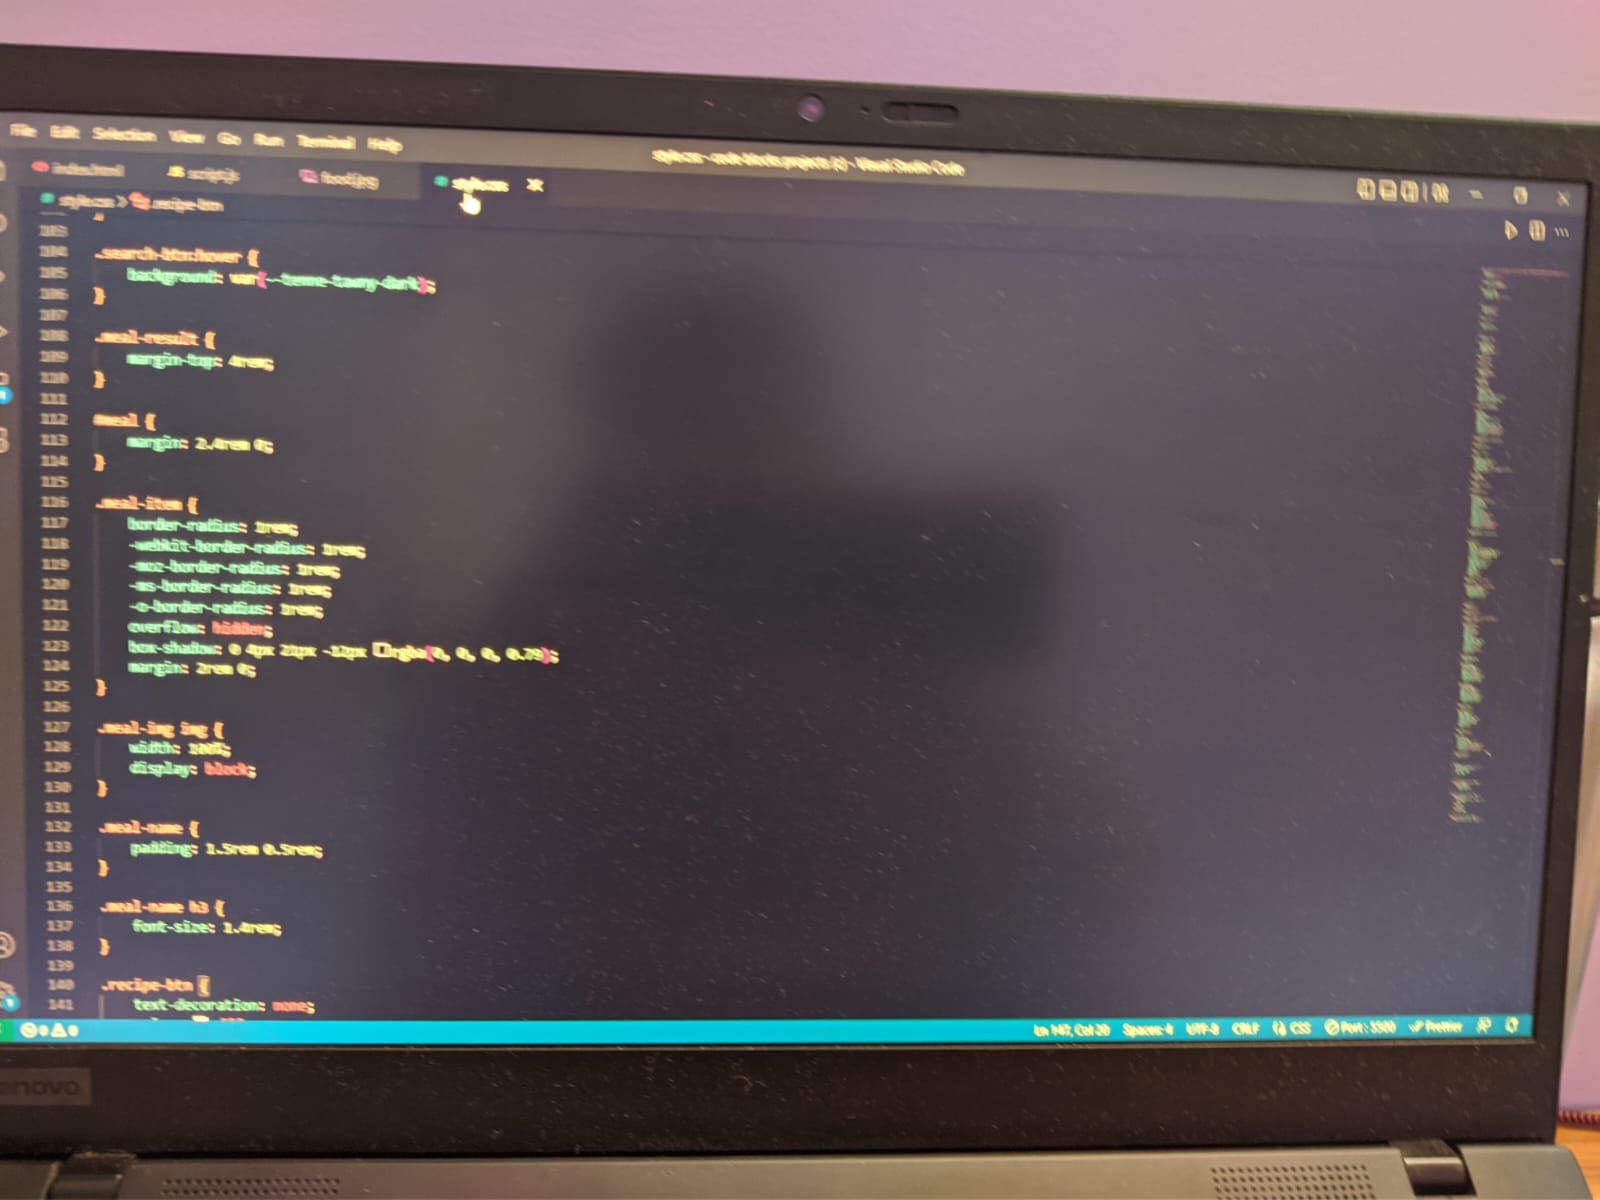 File Edit Selection View Go Run Terminal Help
style.css - code-blocks projects (c) - Visual Studio Code
index.html script.js food.jpg style.css
style.css > .recipe-btn
103
104 .search-btn:hover {
105 background: var(--tenne-tawny-dark);
106 }
107
108 .meal-result {
109 margin-top: 4rem;
110 }
111
112 #meal {
113 margin: 2.4rem 0;
114 }
115
116 .meal-item {
117 border-radius: 1rem;
118 -webkit-border-radius: 1rem;
119 -moz-border-radius: 1rem;
120 -ms-border-radius: 1rem;
121 -o-border-radius: 1rem;
122 overflow: hidden;
123 box-shadow: 0 4px 21px -12px rgba(0, 0, 0, 0.79);
124 margin: 2rem 0;
125 }
126
127 .meal-img img {
128 width: 100%;
129 display: block;
130 }
131
132 .meal-name {
133 padding: 1.5rem 0.5rem;
134 }
135
136 .meal-name h3 {
137 font-size: 1.4rem;
138 }
139
140 .recipe-btn {
141 text-decoration: none;
0 0 Ln 147, Col 20 Spaces: 4 UTF-8 CRLF {} CSS Port : 5500 Prettier
enovo